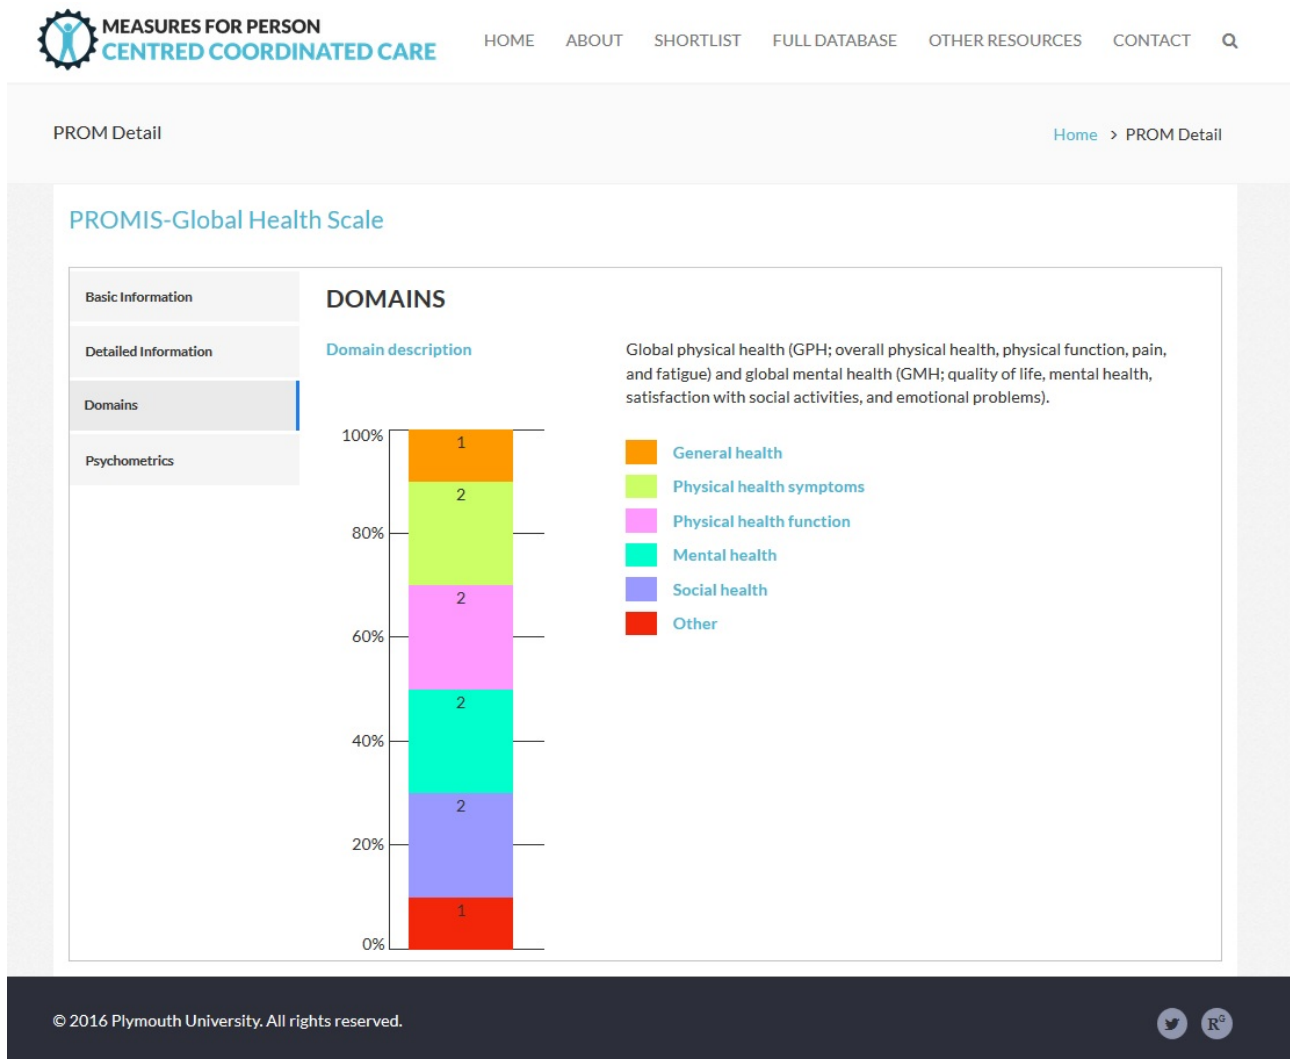 MEASURES FOR PERSON
CENTRED COORDINATED CARE
HOME ABOUT SHORTLIST FULL DATABASE OTHER RESOURCES CONTACT
PROM Detail
Home > PROM Detail
PROMIS-Global Health Scale
Basic Information
Detailed Information
Domains
Psychometrics
DOMAINS
Domain description
Global physical health (GPH; overall physical health, physical function, pain,
and fatigue) and global mental health (GMH; quality of life, mental health,
satisfaction with social activities, and emotional problems).
100%
80%
60%
40%
20%
0%
1
2
2
2
2
1
General health
Physical health symptoms
Physical health function
Mental health
Social health
Other
© 2016 Plymouth University. All rights reserved.
RG